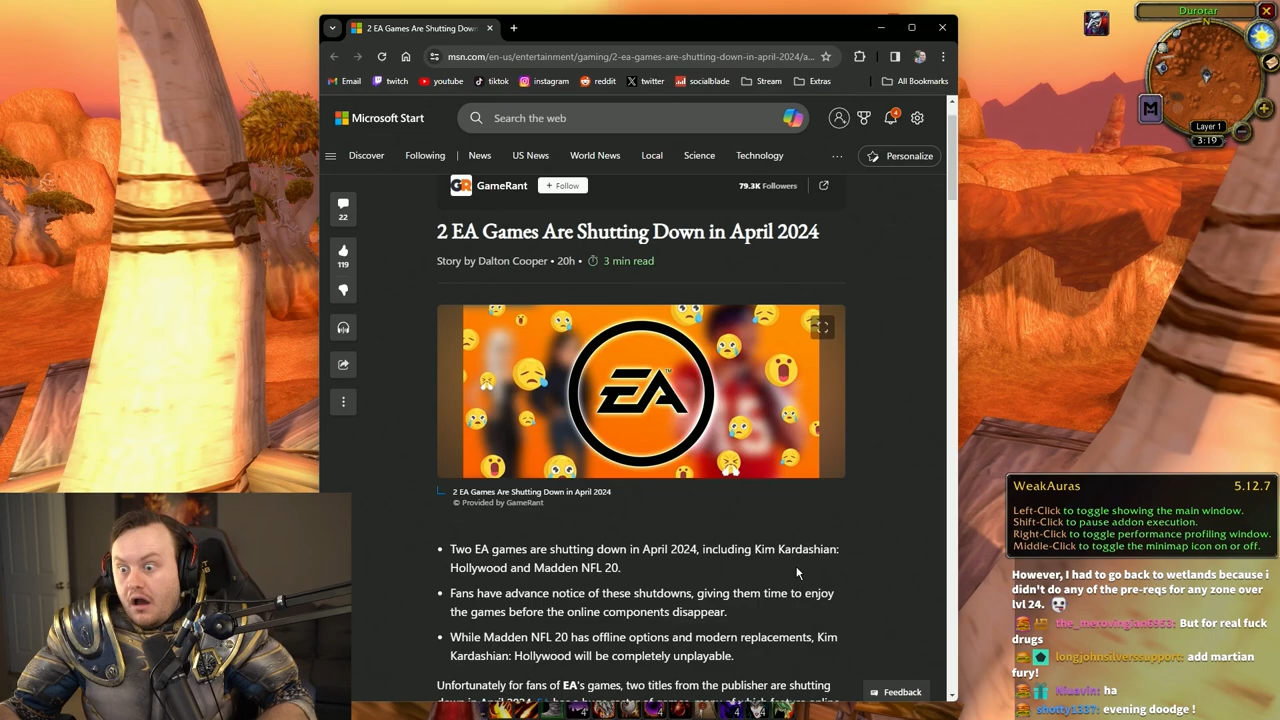 2 EA Games Are Shutting Down
msn.com/en-us/entertainment/gaming/2-ea-games-are-shutting-down-in-april-2024/a...
Email twitch youtube tiktok instagram reddit twitter socialblade Stream Extras All Bookmarks
Microsoft Start
Search the web
4
Discover Following News US News World News Local Science Technology ... Personalize
GR GameRant + Follow 79.3K Followers
22
119
2 EA Games Are Shutting Down in April 2024
Story by Dalton Cooper • 20h • 3 min read
EA
2 EA Games Are Shutting Down in April 2024
© Provided by GameRant
• Two EA games are shutting down in April 2024, including Kim Kardashian:
Hollywood and Madden NFL 20.
• Fans have advance notice of these shutdowns, giving them time to enjoy
the games before the online components disappear.
• While Madden NFL 20 has offline options and modern replacements, Kim
Kardashian: Hollywood will be completely unplayable.
Unfortunately for fans of EA's games, two titles from the publisher are shutting
Feedback
Durotar
N
M
Layer 1
3:19
WeakAuras 5.12.7
Left-Click to toggle showing the main window.
Shift-Click to pause addon execution.
Right-Click to toggle performance profiling window.
Middle-Click to toggle the minimap icon on or off.
However, I had to go back to wetlands because i
didn't do any of the pre-reqs for any zone over
lvl 24.
the_merovingian6953: But for real fuck
drugs
longjohnsilverssupport: add martian
fury!
Niuavin: ha
shotty1337: evening doodge !